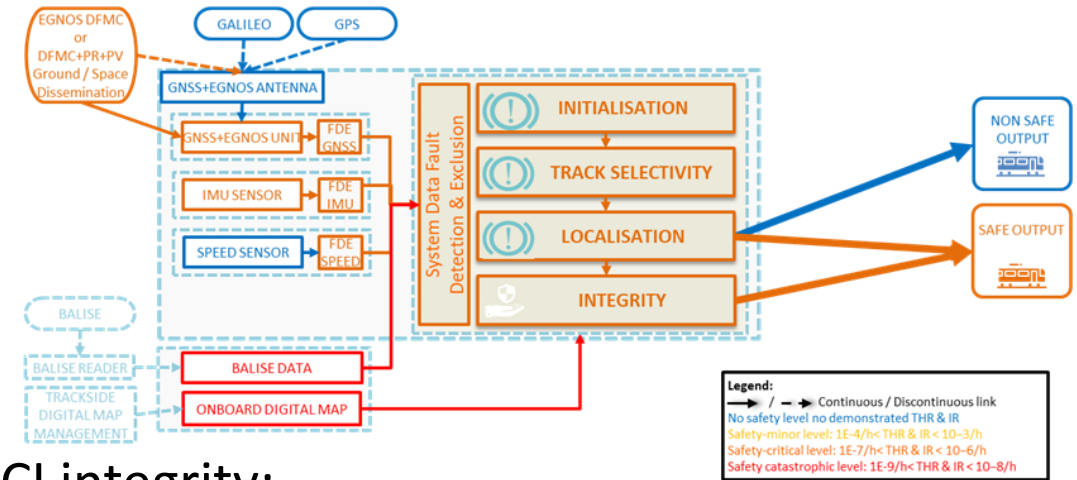 EGNOS DFMC
or
DFMC+PR+PV
Ground / Space
Dissemination
GALILEO
GPS
GNSS+EGNOS ANTENNA
GNSS+EGNOS UNIT
FDE
GNSS
IMU SENSOR
FDE
IMU
SPEED SENSOR
FDE
SPEED
System Data Fault
Detection & Exclusion
INITIALISATION
TRACK SELECTIVITY
LOCALISATION
INTEGRITY
NON SAFE
OUTPUT
SAFE OUTPUT
BALISE
BALISE READER
TRACKSIDE
DIGITAL MAP
MANAGEMENT
BALISE DATA
ONBOARD DIGITAL MAP
Legend:
/ Continuous / Discontinuous link
No safety level no demonstrated THR & IR
Safety-minor level: 1E-4/h< THR & IR < 10–3/h
Safety-critical level: 1E-7/h< THR & IR < 10–6/h
Safety catastrophic level: 1E-9/h< THR & IR < 10–8/h
CI integrity: